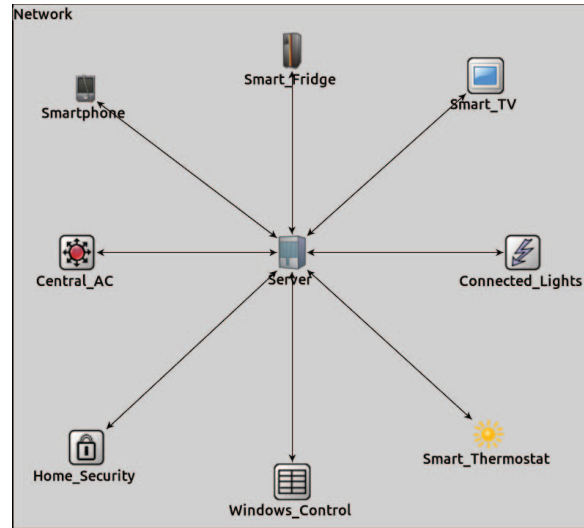 Network
Smart_Fridge
Smart_TV
Smartphone
Central_AC
Server
Connected_Lights
Home_Security
Smart_Thermostat
Windows_Control